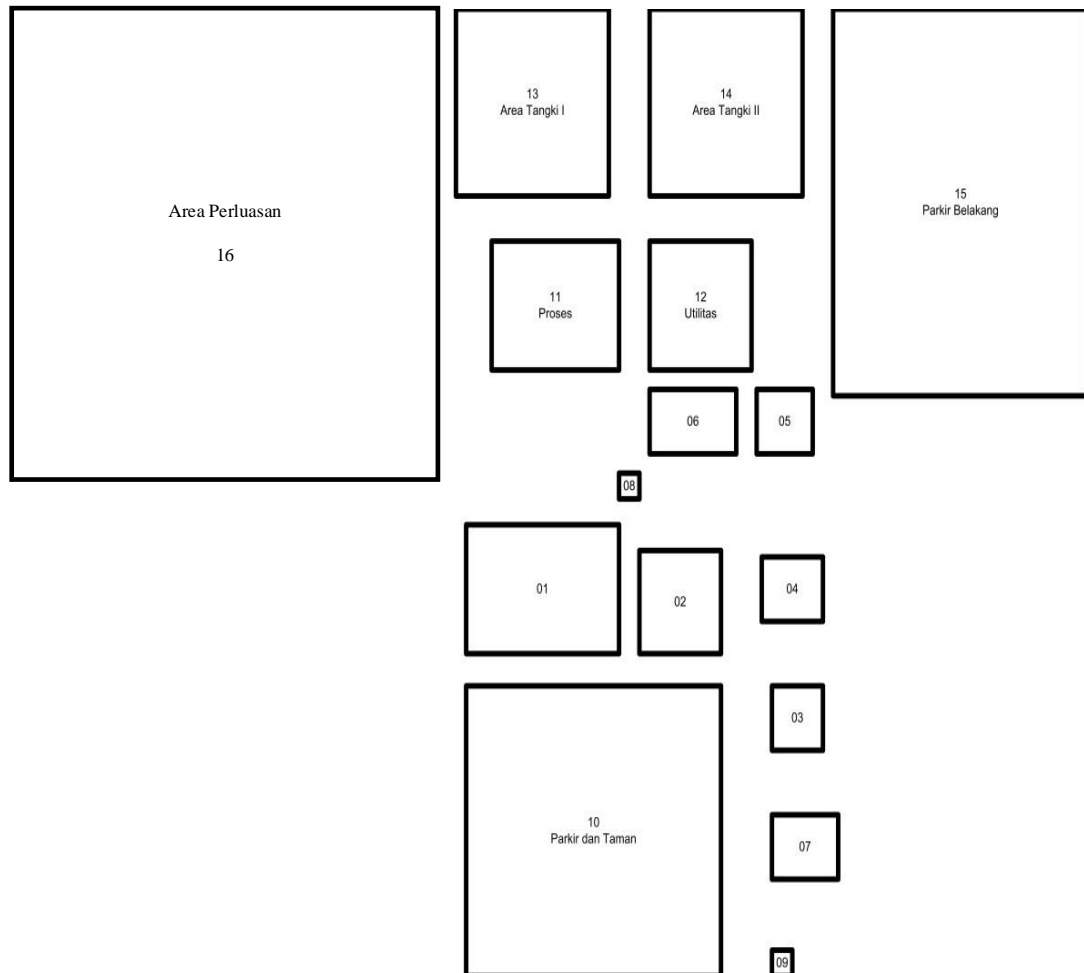 13
Area Tangki I
14
Area Tangki II
15
Parkir Belakang
Area Perluasan
16
11
Proses
12
Utilitas
06
05
08
01
02
04
03
10
Parkir dan Taman
07
09